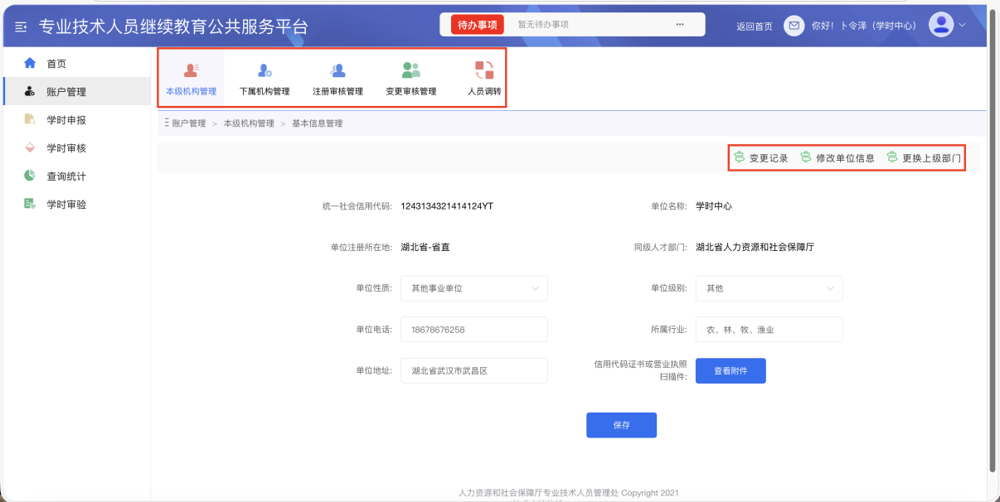 专业技术人员继续教育公共服务平台
待办事项 暂无待办事项 ...
返回首页 你好! 卜令泽（学时中心）
首页
账户管理
学时申报
学时审核
查询统计
学时审验
本级机构管理 下属机构管理 注册审核管理 变更审核管理 人员调转
账户管理 > 本级机构管理 > 基本信息管理
变更记录 修改单位信息 更换上级部门
统一社会信用代码: 1243134321414124YT 单位名称: 学时中心
单位注册所在地: 湖北省-省直 同级人才部门: 湖北省人力资源和社会保障厅
单位性质: 其他事业单位 单位级别: 其他
单位电话: 18678676258 所属行业: 农、林、牧、渔业
单位地址: 湖北省武汉市武昌区 信用代码证书或营业执照
扫描件: 查看附件
保存
人力资源和社会保障厅专业技术人员管理处 Copyright 2021